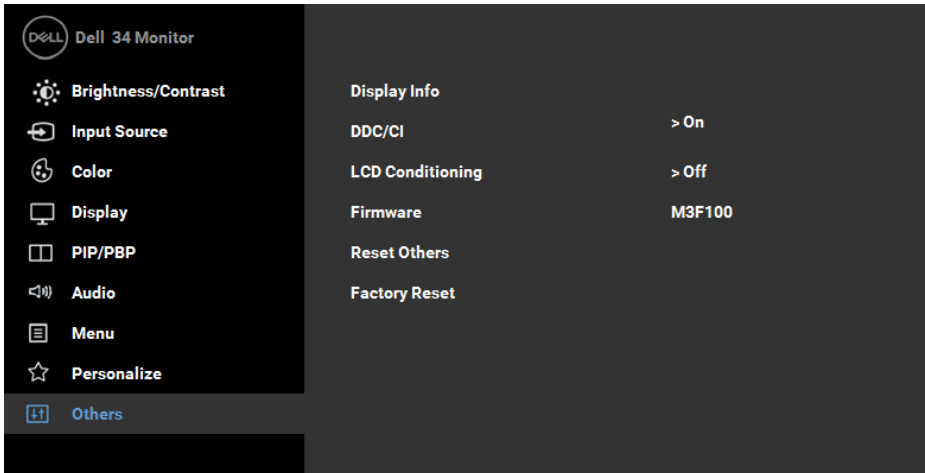 DELL Dell 34 Monitor
Brightness/Contrast
Input Source
Color
Display
PIP/PBP
Audio
Menu
Personalize
Others
Display Info
DDC/CI > On
LCD Conditioning > Off
Firmware M3F100
Reset Others
Factory Reset